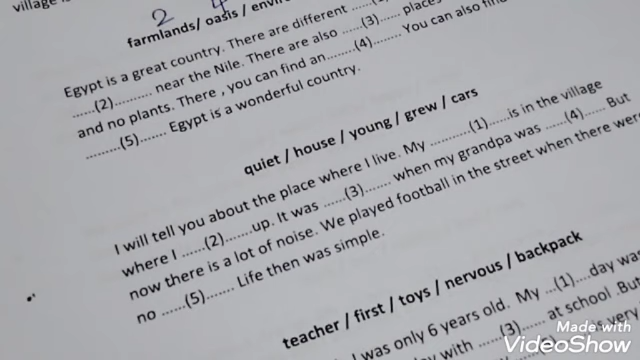 village
2 4
farmlands/ oasis /
Egypt is a great country. There are different ......
......(2).......... near the Nile. There are also ......(3)...... places
and no plants. There , you can find an.......(4)........ You can also find
..........(5)....... Egypt is a wonderful country.
quiet / house / young / grew / cars
I will tell you about the place where I live. My ...........(1)......is in the village
where I ......(2)........up. It was ......(3)....... when my grandpa was ......(4)...... But
now there is a lot of noise. We played football in the street when there were
no ......(5)....... Life then was simple.
teacher / first / toys / nervous / backpack
I was only 6 years old. My ...(1)....day was
with .....(3)...... at school .But
is very
Made with
VideoShow